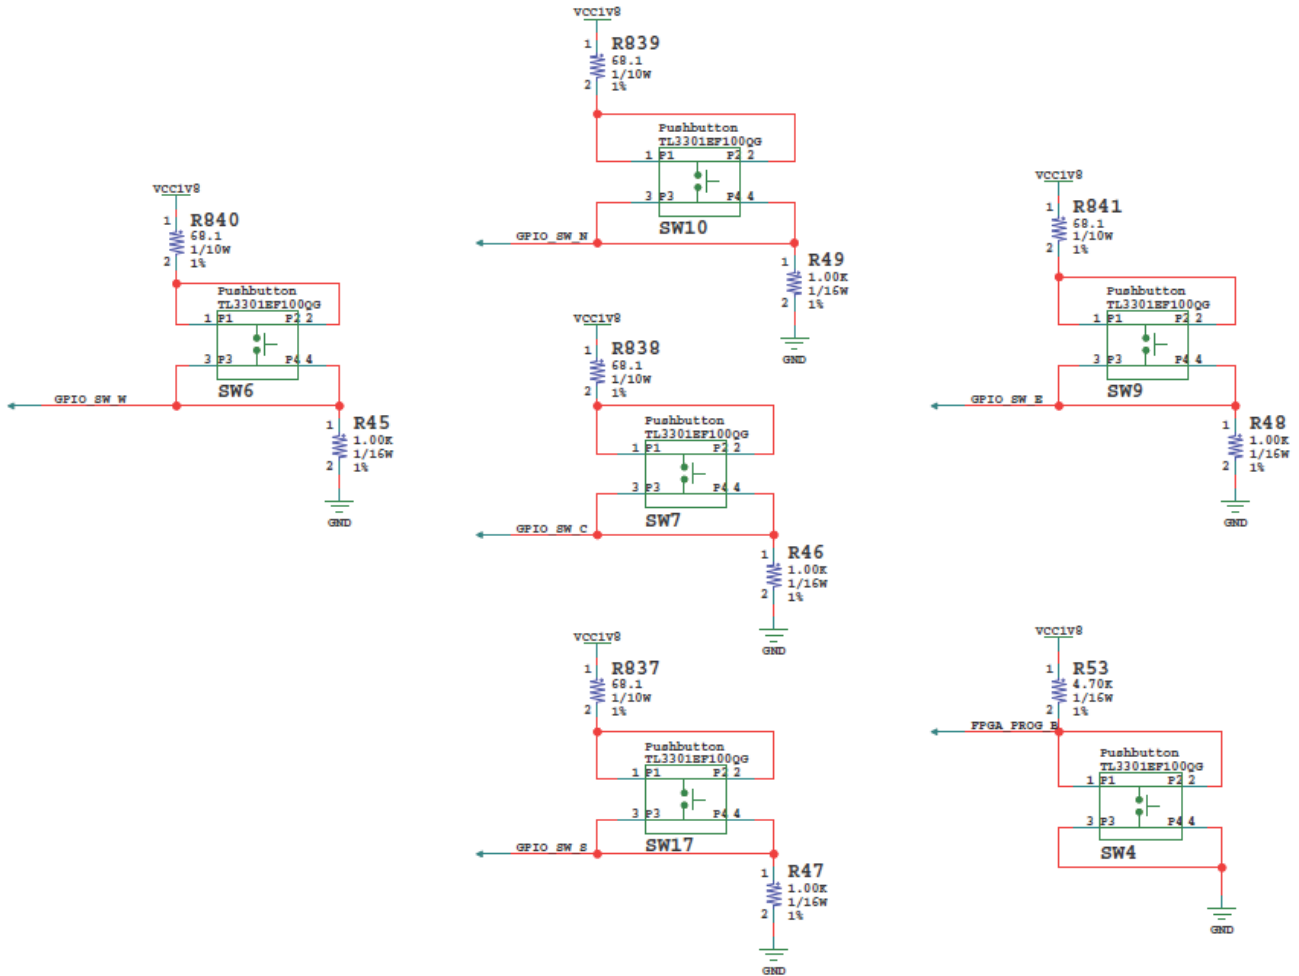 VCC1V8
1
R839
68.1
1/10W
2
1%
Pushbutton
TL3301EF100QG
1 P1 P2 2
3 P3 P4 4
SW10
GPIO_SW_N
1
R49
1.00K
1/16W
2
1%
GND
VCC1V8
1
R840
68.1
1/10W
2
1%
Pushbutton
TL3301EF100QG
1 P1 P2 2
3 P3 P4 4
SW6
GPIO_SW_W
1
R45
1.00K
1/16W
2
1%
GND
VCC1V8
1
R841
68.1
1/10W
2
1%
Pushbutton
TL3301EF100QG
1 P1 P2 2
3 P3 P4 4
SW9
GPIO_SW_E
1
R48
1.00K
1/16W
2
1%
GND
VCC1V8
1
R838
68.1
1/10W
2
1%
Pushbutton
TL3301EF100QG
1 P1 P2 2
3 P3 P4 4
SW7
GPIO_SW_C
1
R46
1.00K
1/16W
2
1%
GND
VCC1V8
1
R837
68.1
1/10W
2
1%
Pushbutton
TL3301EF100QG
1 P1 P2 2
3 P3 P4 4
SW17
GPIO_SW_S
1
R47
1.00K
1/16W
2
1%
GND
VCC1V8
1
R53
4.70K
1/16W
2
1%
FPGA_PROG_B
Pushbutton
TL3301EF100QG
1 P1 P2 2
3 P3 P4 4
SW4
GND